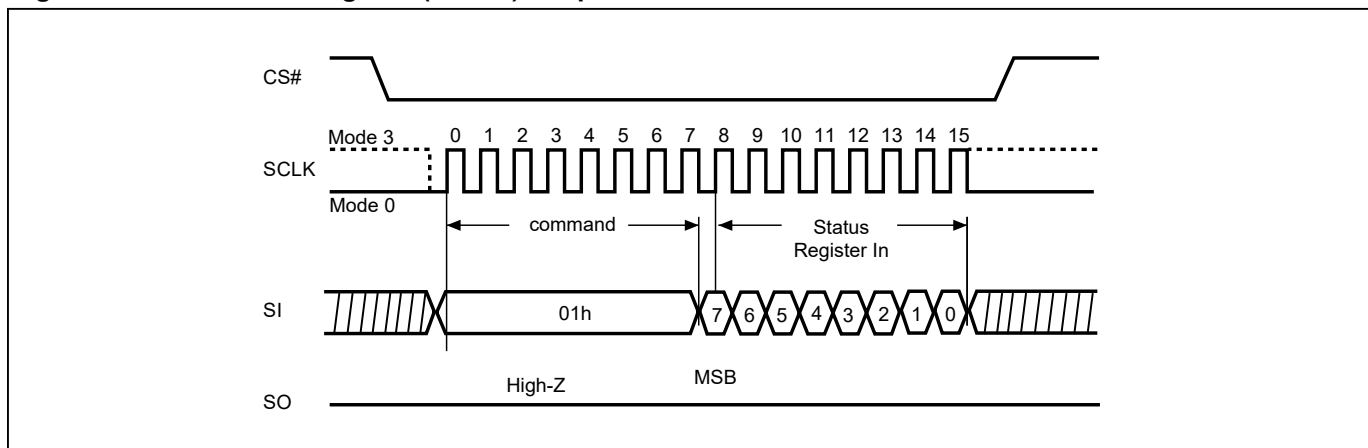 CS#
Mode 3
0 1 2 3 4 5 6 7 8 9 10 11 12 13 14 15
SCLK
Mode 0
command
Status
Register In
SI
01h
7 6 5 4 3 2 1 0
High-Z
MSB
SO